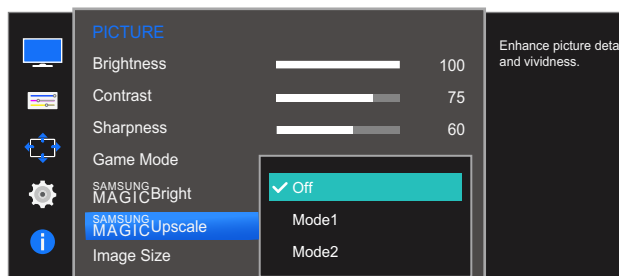 PICTURE
Brightness 100
Contrast 75
Sharpness 60
Game Mode
SAMSUNG MAGIC Bright
Off
SAMSUNG MAGIC Upscale
Mode1
Image Size
Mode2
Enhance picture
and vividness.